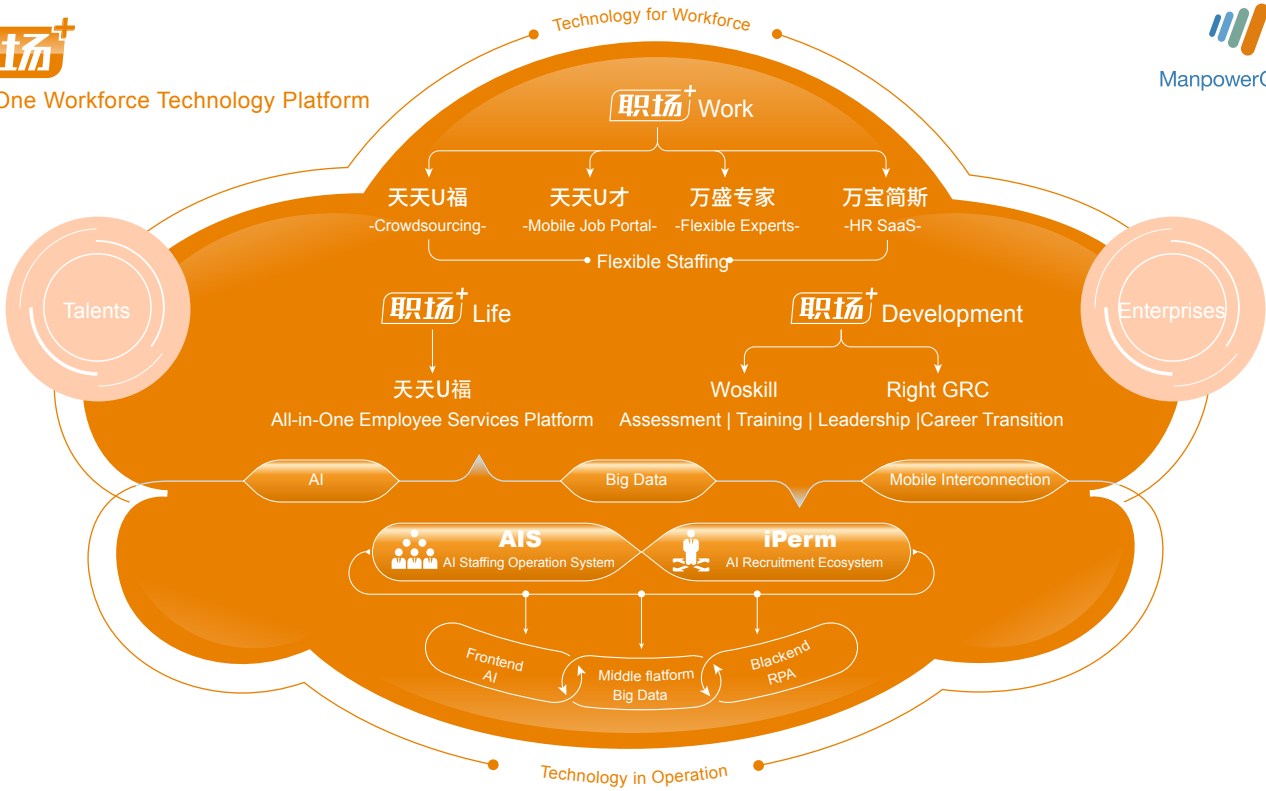 Technology for Workforce
场+
One Workforce Technology Platform
Manpower
职场+ Work
天天U福
-Crowdsourcing-
天天U才
-Mobile Job Portal-
万盛专家
-Flexible Experts-
万宝简斯
-HR SaaS-
Flexible Staffing
Talents
Enterprises
职场+ Life
职场+ Development
天天U福
All-in-One Employee Services Platform
Woskill
Right GRC
Assessment | Training | Leadership |Career Transition
AI
Big Data
Mobile Interconnection
AIS
AI Staffing Operation System
iPerm
AI Recruitment Ecosystem
Frontend
AI
Middle flatform
Big Data
Blackend
RPA
Technology in Operation